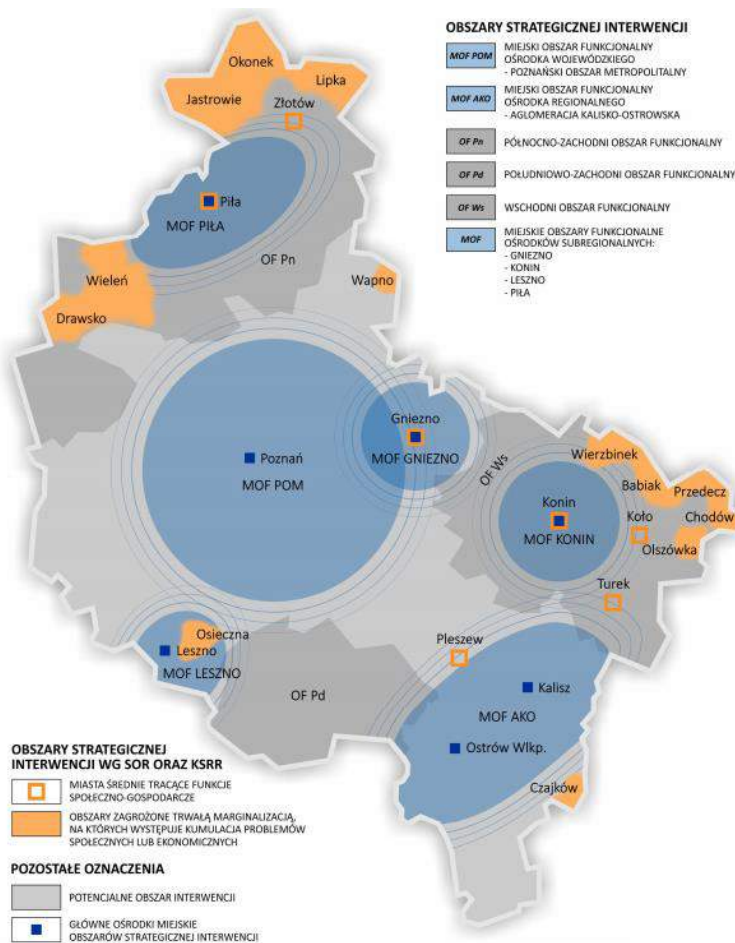 OBSZARY STRATEGICZNEJ INTERWENCJI
MOF POM
MIEJSKI OBSZAR FUNKCJONALNY
OŚRODKA WOJEWÓDZKIEGO
- POZNAŃSKI OBSZAR METROPOLITALNY
MOF AKO
MIEJSKI OBSZAR FUNKCJONALNY
OŚRODKA REGIONALNEGO
- AGLOMERACJA KALISKO-OSTROWSKA
OF Pn
PÓŁNOCNO-ZACHODNI OBSZAR FUNKCJONALNY
OF Pd
POŁUDNIOWO-ZACHODNI OBSZAR FUNKCJONALNY
OF Ws
WSCHODNI OBSZAR FUNKCJONALNY
MOF
MIEJSKIE OBSZARY FUNKCJONALNE
OŚRODKÓW SUBREGIONALNYCH:
- GNIEZNO
- KONIN
- LESZNO
- PIŁA
Okonek
Lipka
Jastrowie
Złotów
Piła
MOF PIŁA
OF Pn
Wieleń
Wapno
Drawsko
Gniezno
MOF GNIEZNO
Poznań
MOF POM
OF Ws
Wierzbinek
Babiak
Przedecz
Konin
Koło
Chodów
MOF KONIN
Olszówka
Turek
Osieczna
Leszno
MOF LESZNO
Pleszew
OF Pd
Kalisz
MOF AKO
Ostrów Wlkp.
Czajków
OBSZARY STRATEGICZNEJ
INTERWENCJI WG SOR ORAZ KSRR
MIASTA ŚREDNIE TRACĄCE FUNKCJE
SPOŁECZNO-GOSPODARCZE
OBSZARY ZAGROŻONE TRWAŁĄ MARGINALIZACJĄ,
NA KTÓRYCH WYSTĘPUJE KUMULACJA PROBLEMÓW
SPOŁECZNYCH LUB EKONOMICZNYCH
POZOSTAŁE OZNACZENIA
POTENCJALNE OBSZAR INTERWENCJI
GŁÓWNE OŚRODKI MIEJSKIE
OBSZARÓW STRATEGICZNEJ INTERWENCJI